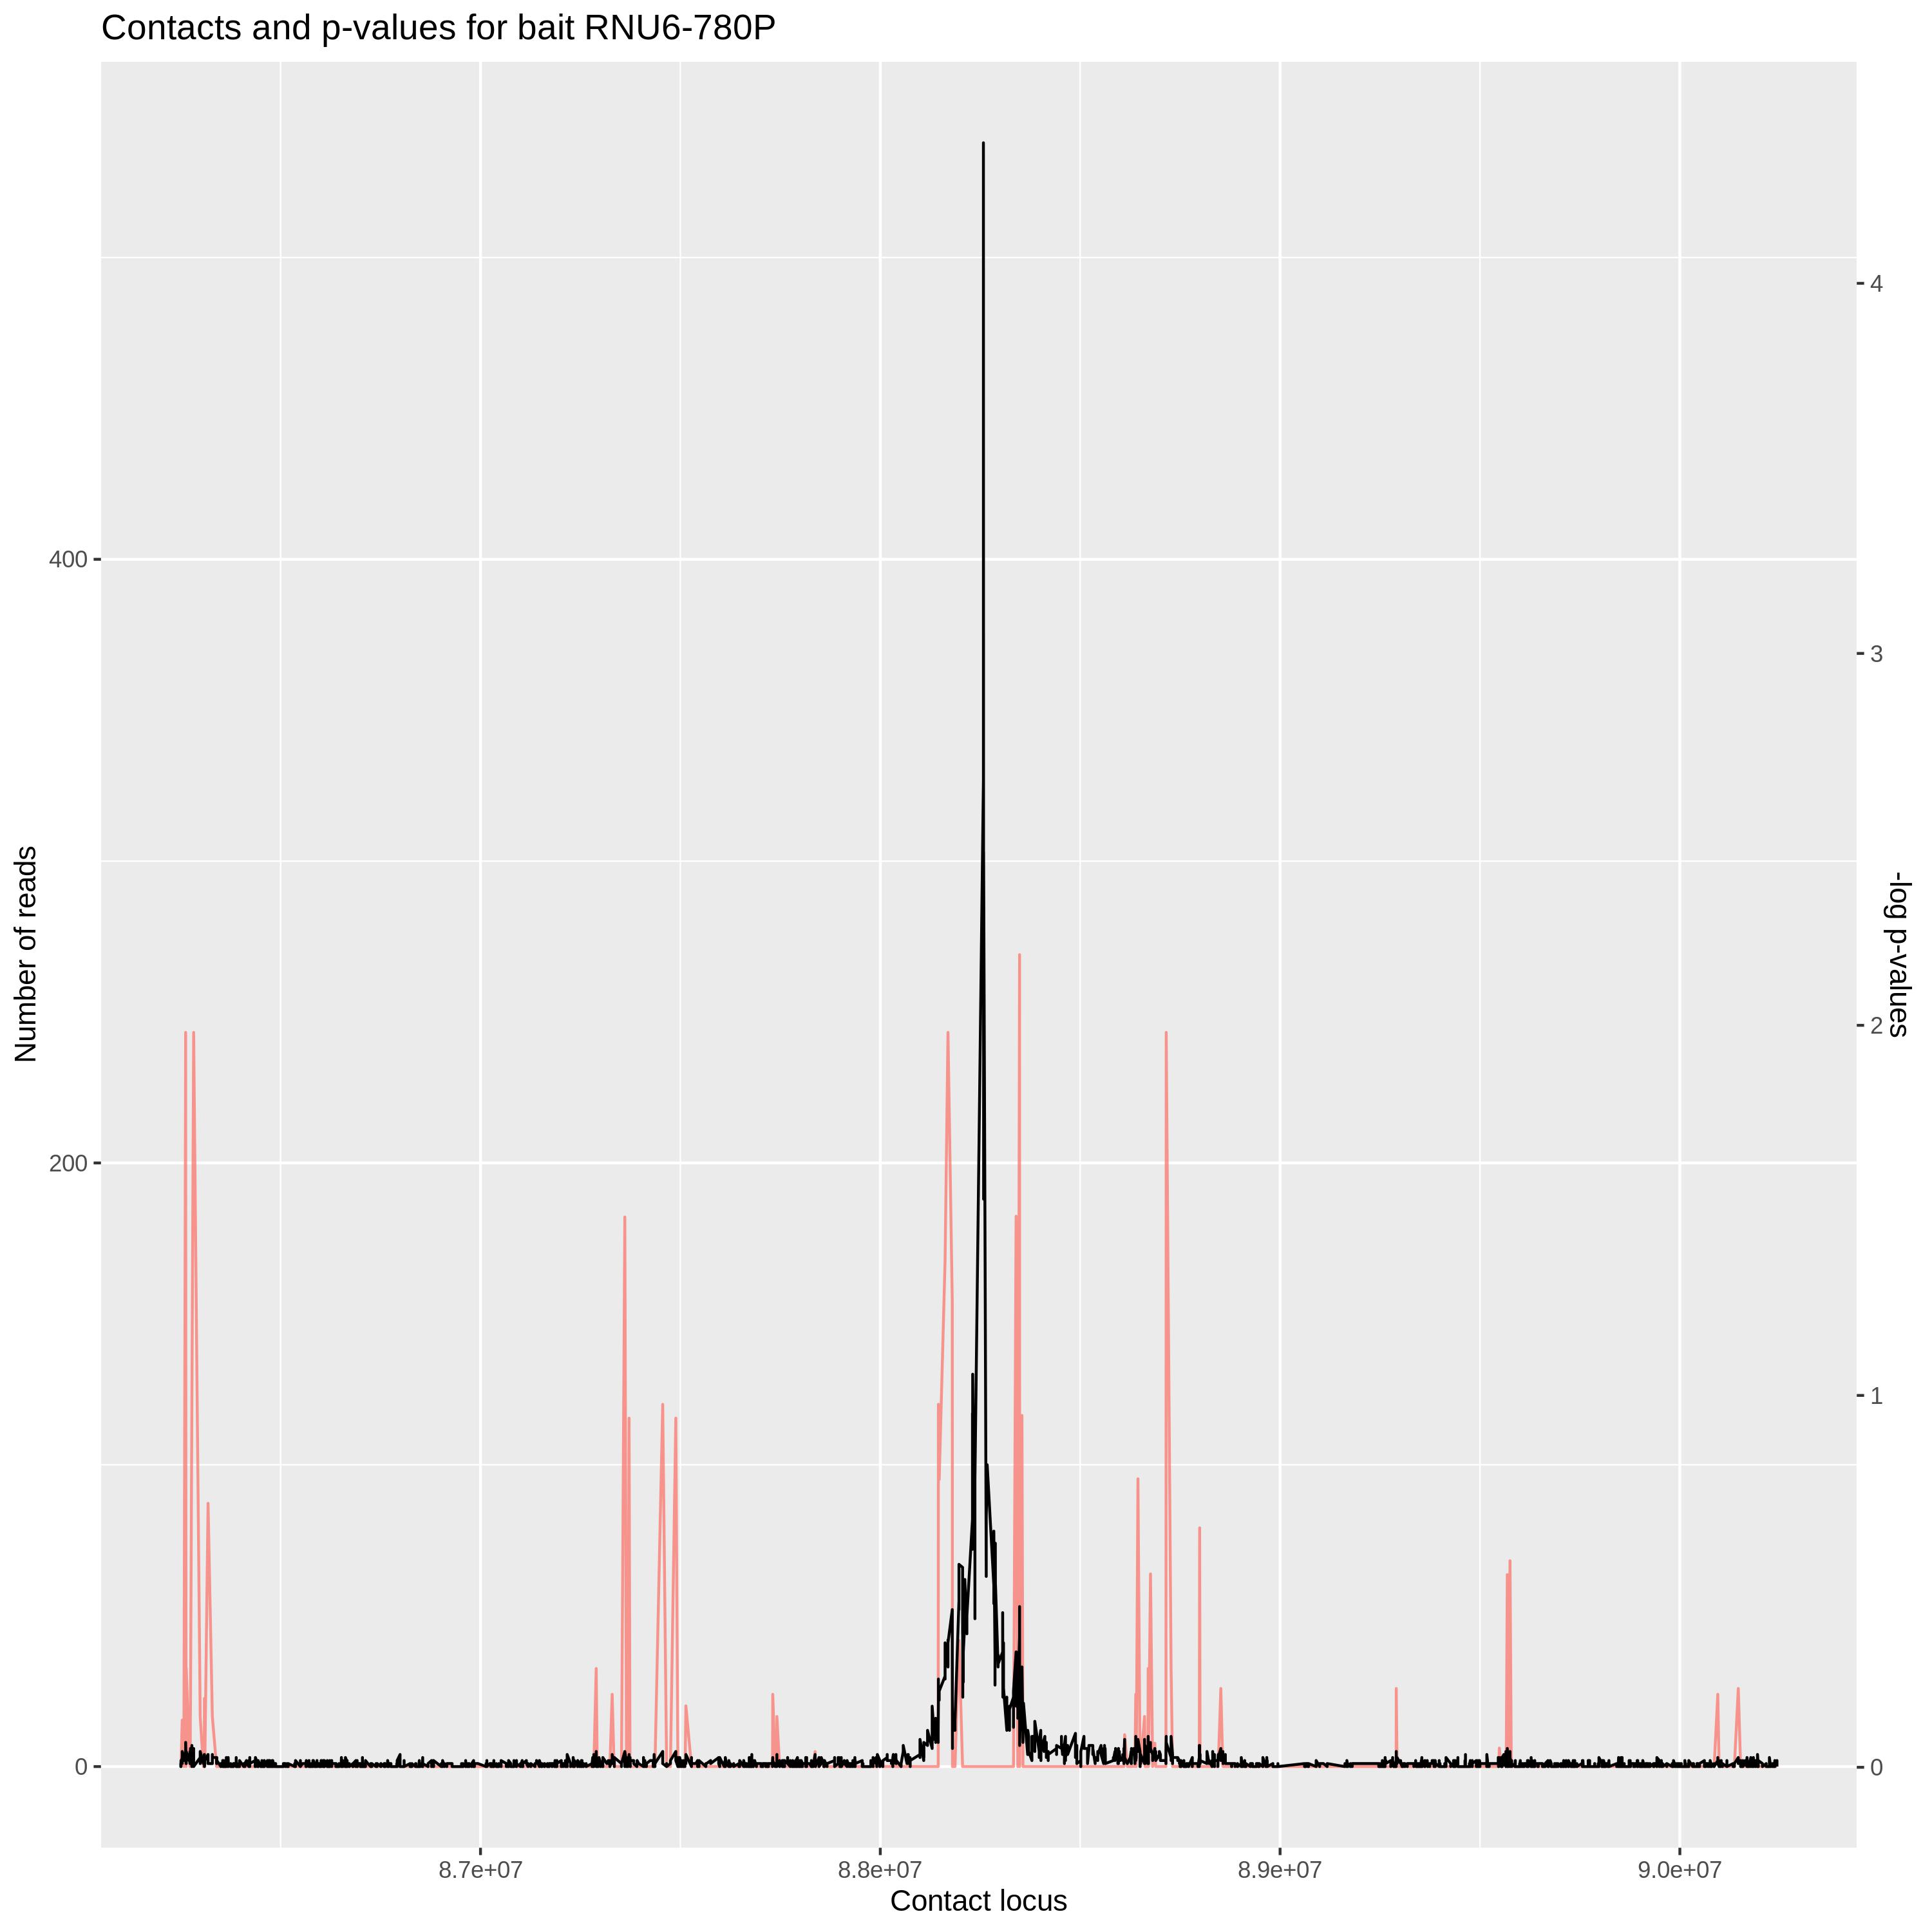 Contacts and p-values for bait RNU6-780P
Number of reads
400
200
0
4
3
2
1
0
-log p-values
8.7e+07
8.8e+07
8.9e+07
9.0e+07
Contact locus